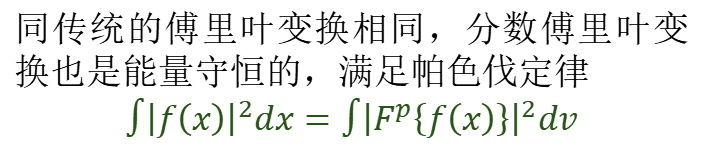 同传统的傅里叶变换相同，分数傅里叶变
换也是能量守恒的，满足帕色伐定律
∫|f(x)|²dx = ∫|Fᵖ{f(x)}|²dv